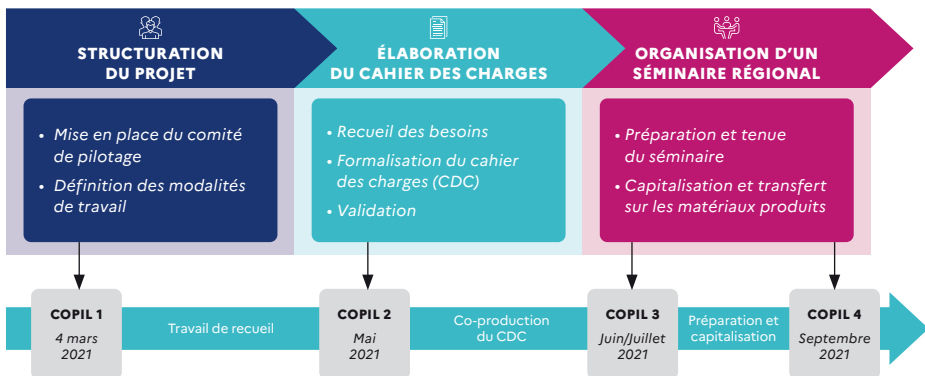 STRUCTURATION
DU PROJET
ÉLABORATION
DU CAHIER DES CHARGES
ORGANISATION D'UN
SÉMINAIRE RÉGIONAL
• Mise en place du comité
de pilotage
• Définition des modalités
de travail
• Recueil des besoins
• Formalisation du cahier
des charges (CDC)
• Validation
• Préparation et tenue
du séminaire
• Capitalisation et transfert
sur les matériaux produits
COPIL 1
4 mars
2021
Travail de recueil
COPIL 2
Mai
2021
Co-production
du CDC
COPIL 3
Juin/Juillet
2021
Préparation et
capitalisation
COPIL 4
Septembre
2021